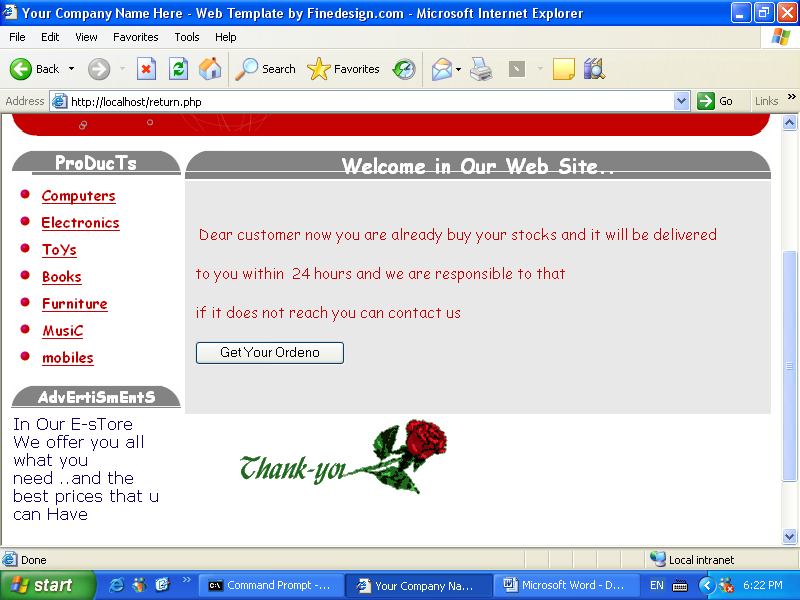 Your Company Name Here - Web Template by Finedesign.com - Microsoft Internet Explorer
File Edit View Favorites Tools Help
Back Search Favorites
Address http://localhost/return.php Go Links »
ProDucTs
Welcome in Our Web Site..
Computers
Electronics
ToYs
Books
Furniture
MusiC
mobiles
Dear customer now you are already buy your stocks and it will be delivered
to you within 24 hours and we are responsible to that
if it does not reach you can contact us
Get Your Ordeno
AdvErtiSmEntS
In Our E-sTore
We offer you all
what you
need ..and the
best prices that u
can Have
Thank-you
Done Local intranet
start » Command Prompt -... Your Company Na... Microsoft Word - D... EN 6:22 PM